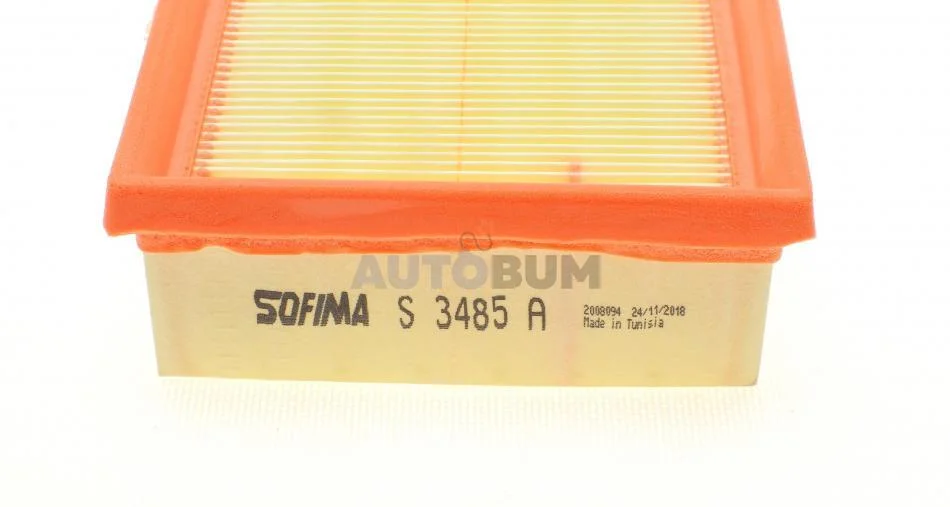 AUTOBUM
SOFIMA S 3485 A
2008094 24/11/2018
Made in Tunisia